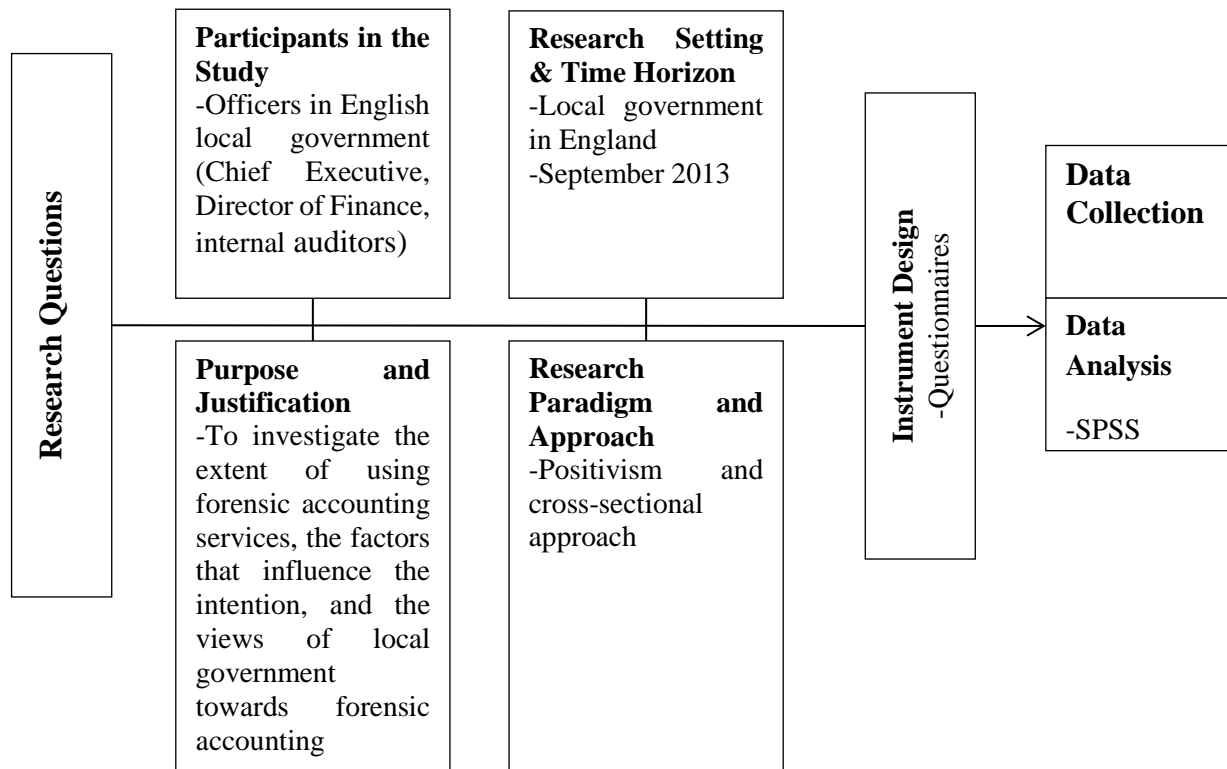 Research Questions
Participants in the
Study
-Officers in English
local government
(Chief Executive,
Director of Finance,
internal auditors)
Purpose and
Justification
-To investigate the
extent of using
forensic accounting
services, the factors
that influence the
intention, and the
views of local
government
towards forensic
accounting
Research Setting
& Time Horizon
-Local government
in England
-September 2013
Research
Paradigm and
Approach
-Positivism and
cross-sectional
approach
Instrument Design
-Questionnaires
Data
Collection
Data
Analysis
-SPSS